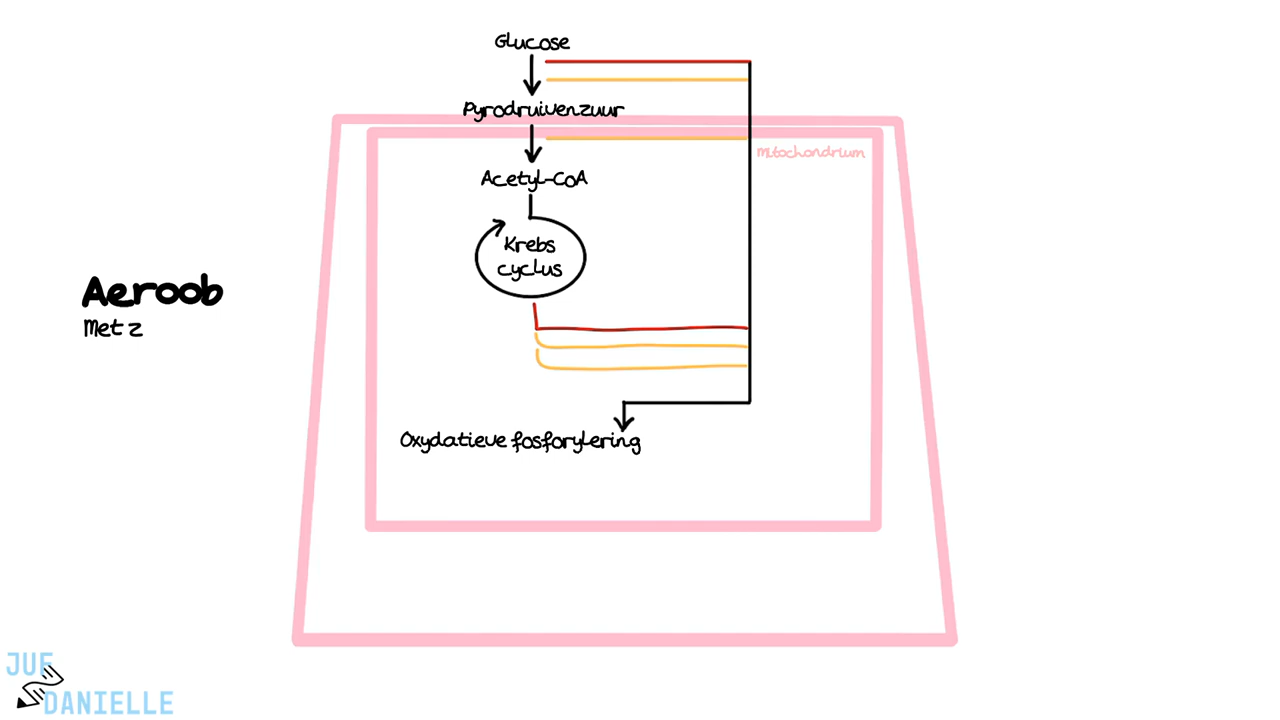 Glucose
Pyrodruivenzuur
mitochondrium
Acetyl-CoA
Krebs
cyclus
Aeroob
Met z
Oxydatieve fosforylering
JUF
DANIELLE